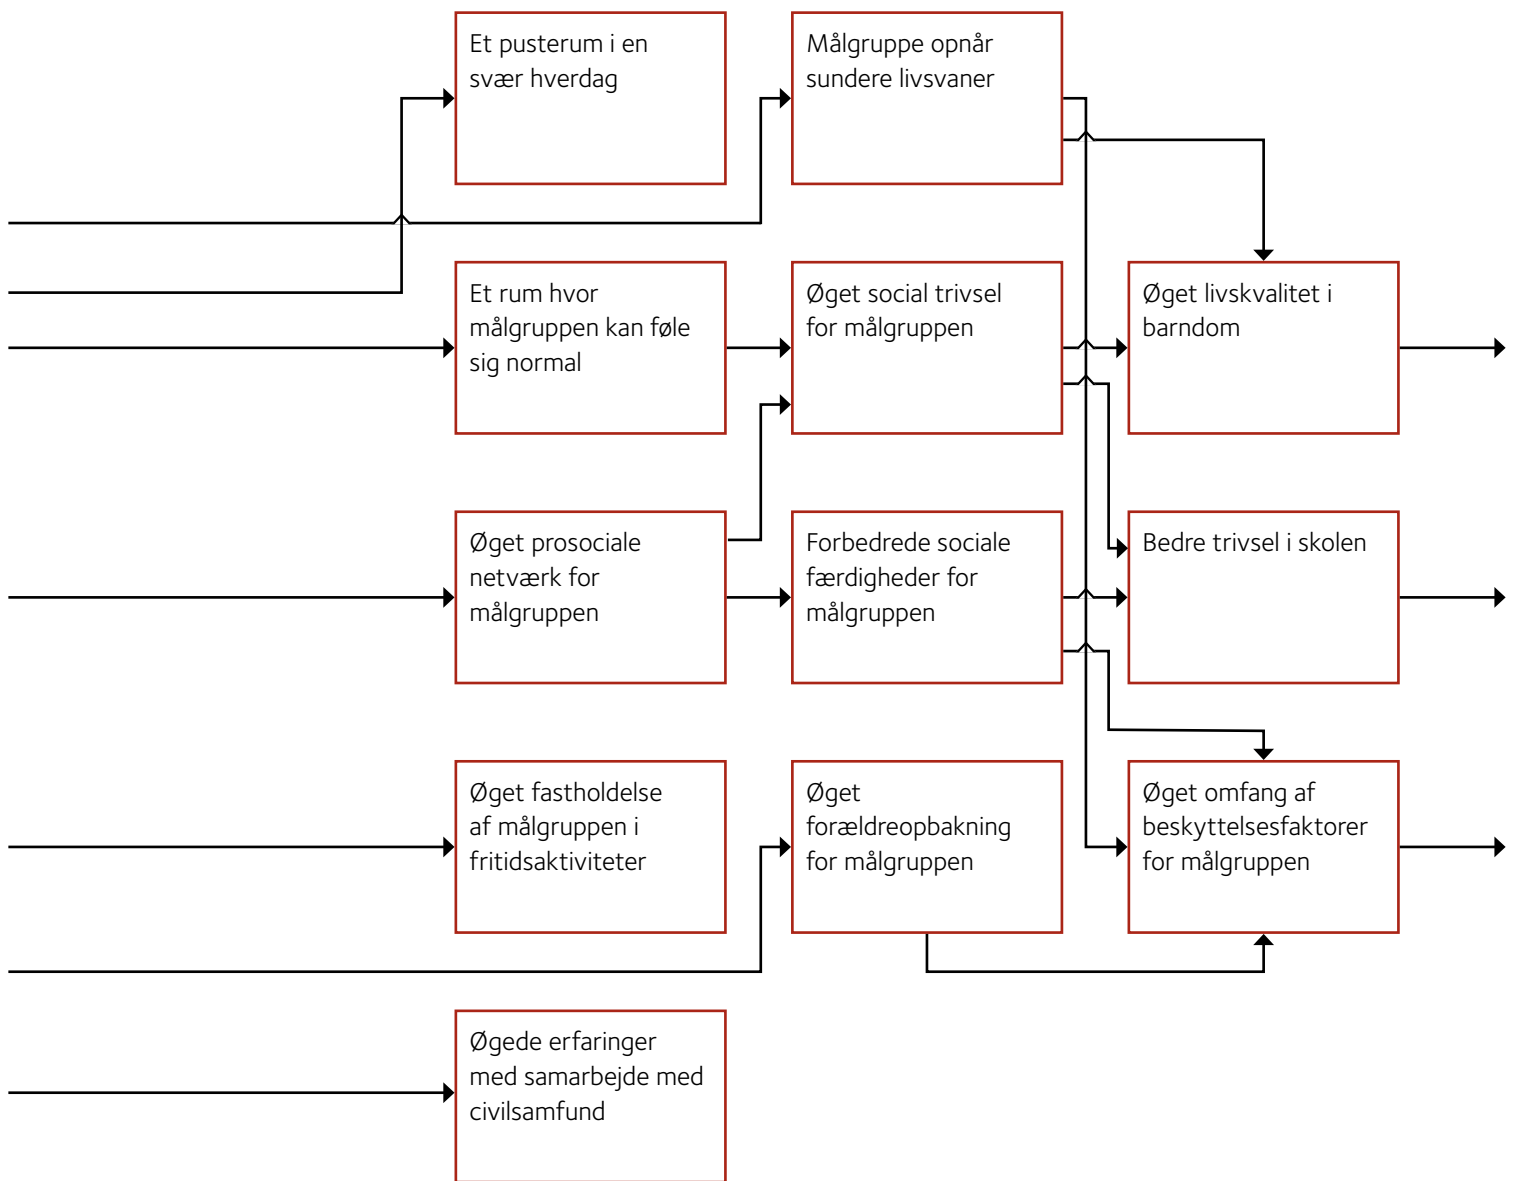 Et pusterum i en
svær hverdag
Målgruppe opnår
sundere livsvaner
Et rum hvor
målgruppen kan føle
sig normal
Øget social trivsel
for målgruppen
Øget livskvalitet i
barndom
Øget prosociale
netværk for
målgruppen
Forbedrede sociale
færdigheder for
målgruppen
Bedre trivsel i skolen
Øget fastholdelse
af målgruppen i
fritidsaktiviteter
Øget
forældreopbakning
for målgruppen
Øget omfang af
beskyttelsesfaktorer
for målgruppen
Øgede erfaringer
med samarbejde med
civilsamfund